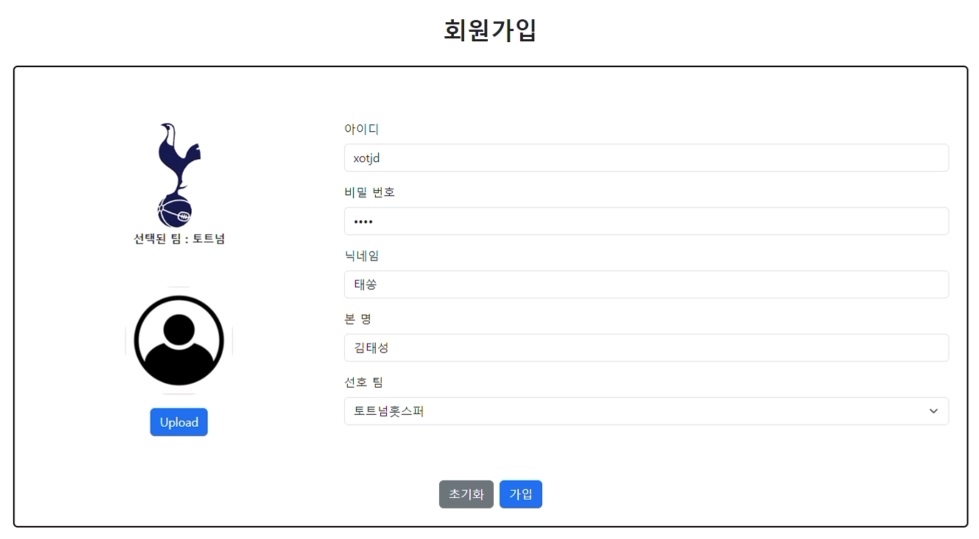 회원가입
선택된 팀 : 토트넘
Upload
아이디
xotjd
비밀 번호
••••
닉네임
태쏭
본 명
김태성
선호 팀
토트넘홋스퍼
초기화
가입